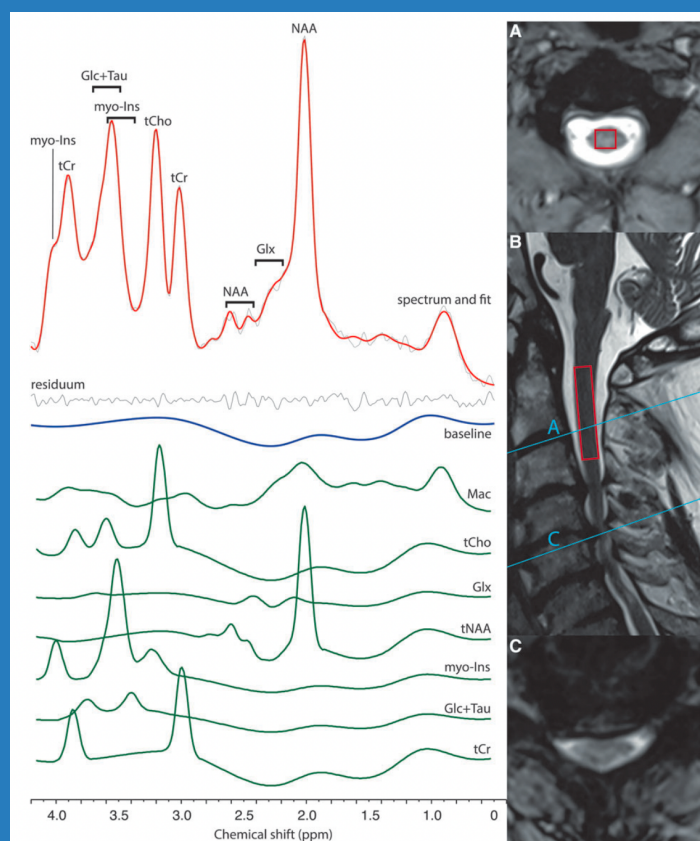 NAA
Glc+Tau
myo-Ins
tCho
myo-Ins
tCr
tCr
Glx
NAA
spectrum and fit
residuum
baseline
Mac
tCho
Glx
tNAA
myo-Ins
Glc+Tau
tCr
4.0 3.5 3.0 2.5 2.0 1.5 1.0 0
Chemical shift (ppm)
A
B
A
C
C